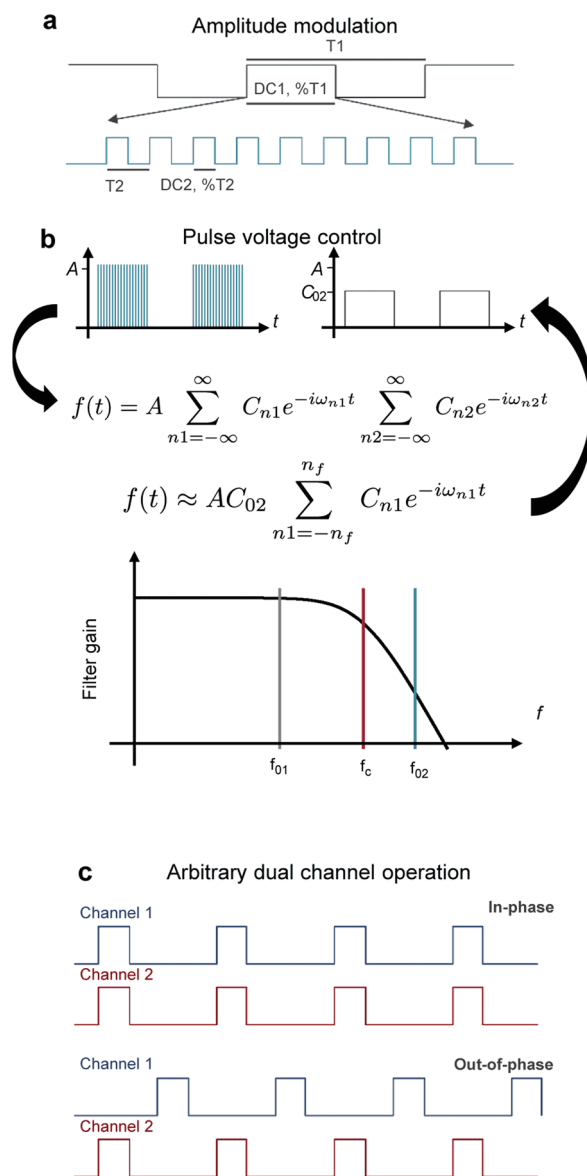 a
Amplitude modulation
T1
DC1, %T1
T2
DC2, %T2
b
Pulse voltage control
A
t
A
C₀₂
t
f(t) = A ∑_{n1=-∞}^{∞} C_{n1}e^{-iω_{n1}t} ∑_{n2=-∞}^{∞} C_{n2}e^{-iω_{n2}t}
f(t) ≈ AC₀₂ ∑_{n1=-n_f}^{n_f} C_{n1}e^{-iω_{n1}t}
Filter gain
f
f₀₁
f_c
f₀₂
c
Arbitrary dual channel operation
Channel 1
In-phase
Channel 2
Channel 1
Out-of-phase
Channel 2